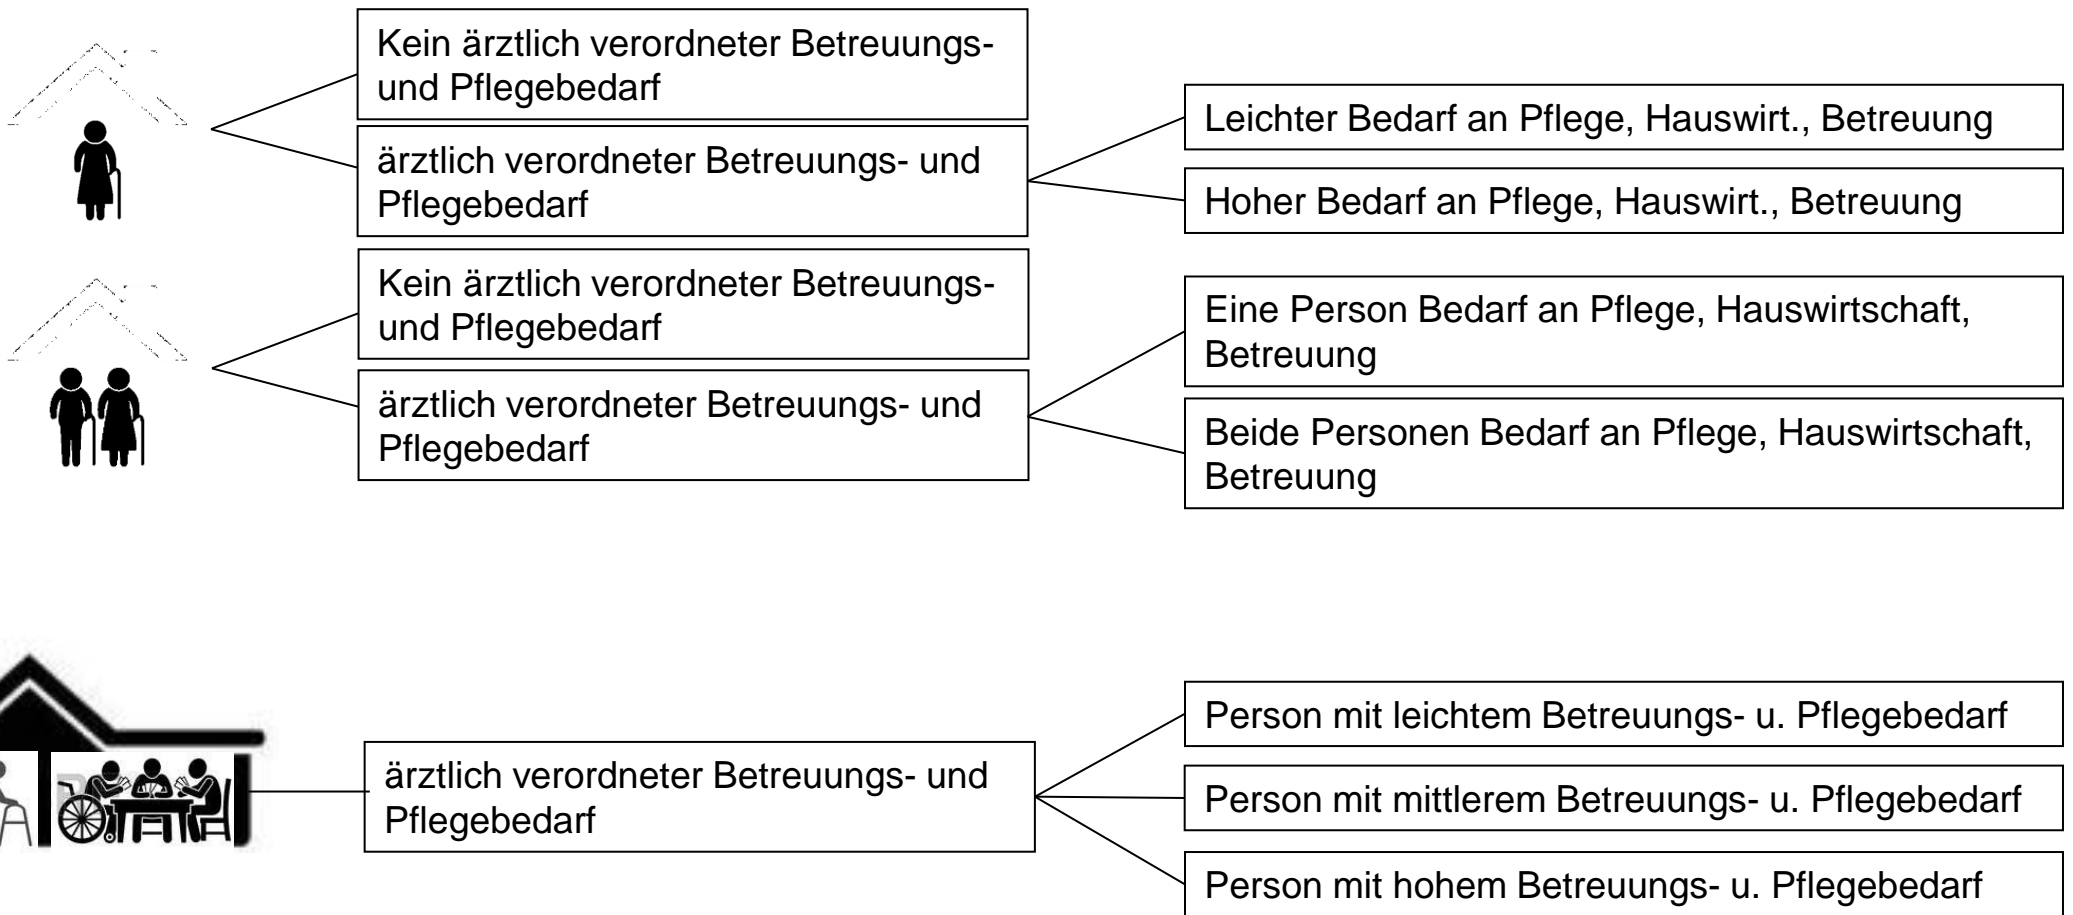 Kein ärztlich verordneter Betreuungs-
und Pflegebedarf
ärztlich verordneter Betreuungs- und
Pflegebedarf
Leichter Bedarf an Pflege, Hauswirt., Betreuung
Hoher Bedarf an Pflege, Hauswirt., Betreuung
Kein ärztlich verordneter Betreuungs-
und Pflegebedarf
ärztlich verordneter Betreuungs- und
Pflegebedarf
Eine Person Bedarf an Pflege, Hauswirtschaft,
Betreuung
Beide Personen Bedarf an Pflege, Hauswirtschaft,
Betreuung
ärztlich verordneter Betreuungs- und
Pflegebedarf
Person mit leichtem Betreuungs- u. Pflegebedarf
Person mit mittlerem Betreuungs- u. Pflegebedarf
Person mit hohem Betreuungs- u. Pflegebedarf